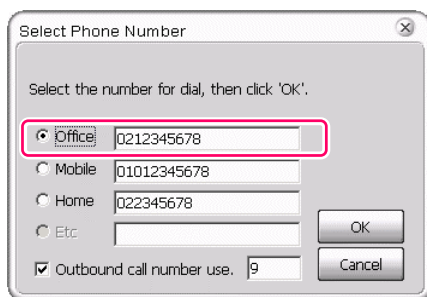 Select Phone Number
Select the number for dial, then click 'OK'.
Office 0212345678
Mobile 01012345678
Home 022345678
Etc
OK
Outbound call number use. 9
Cancel